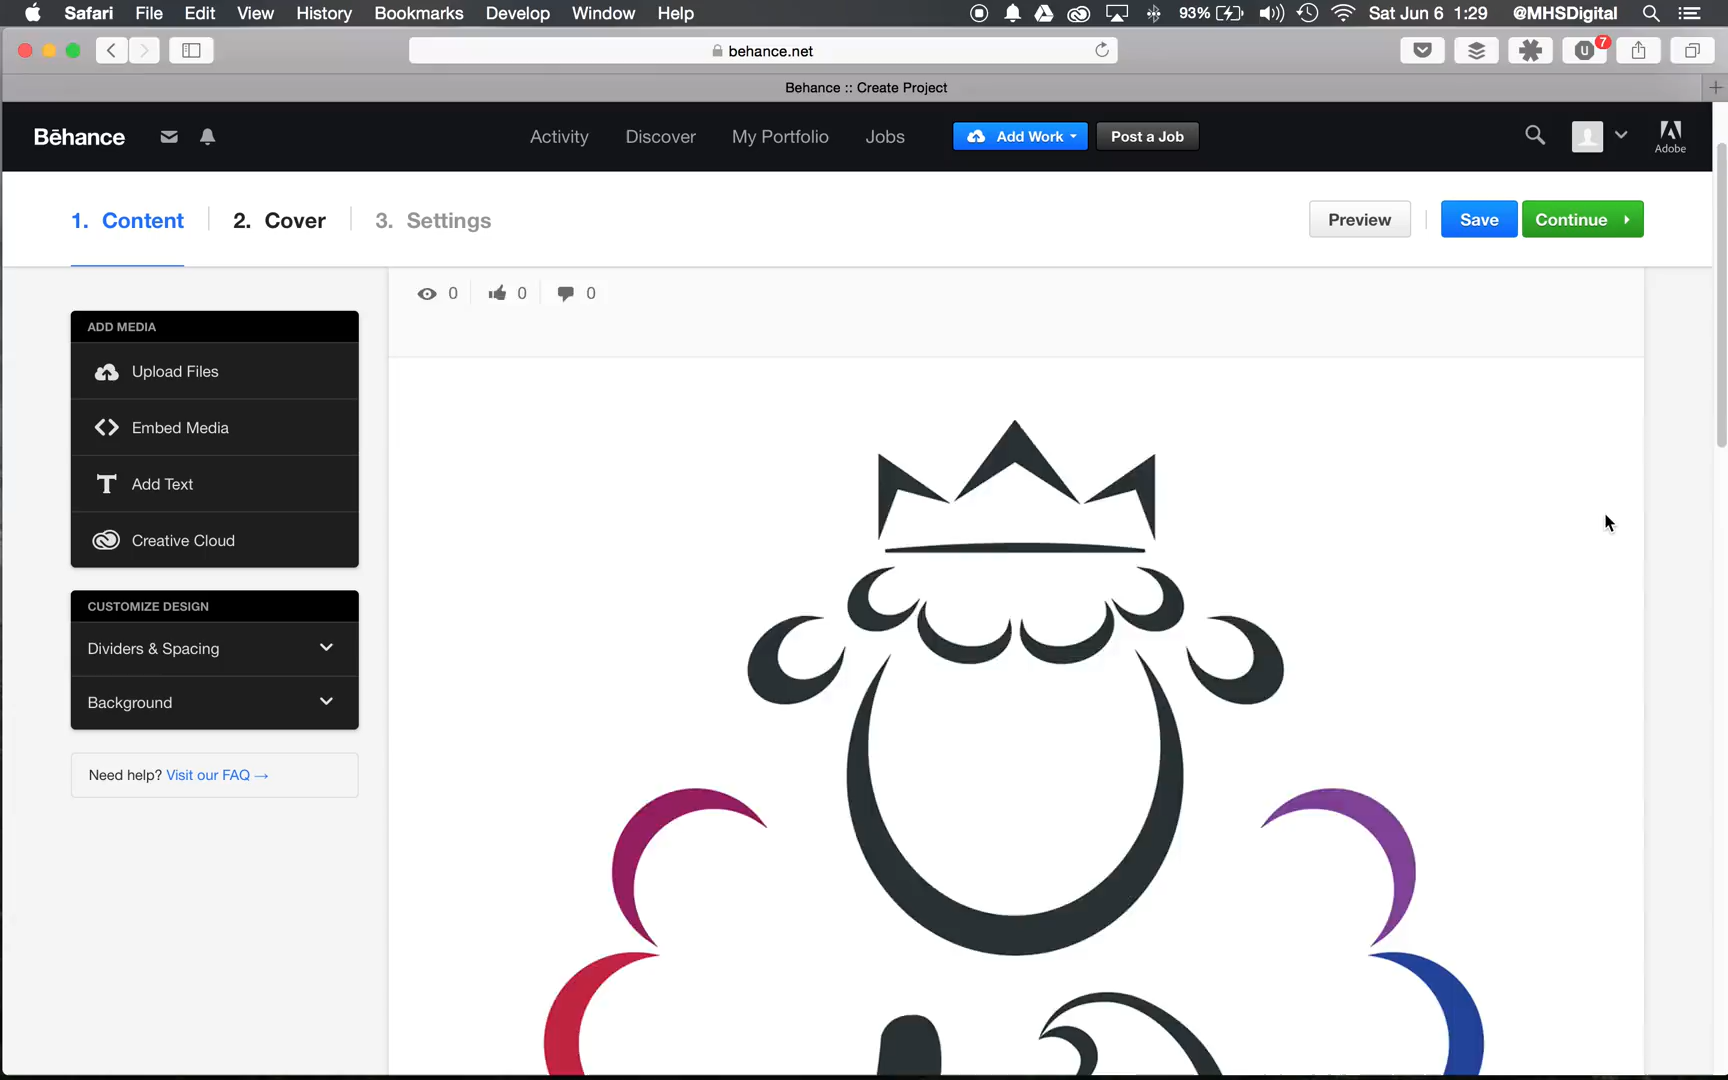 Safari File Edit View History Bookmarks Develop Window Help 93% Sat Jun 6 1:29 @MHSDigital
behance.net
7
Behance :: Create Project
Bēhance Activity Discover My Portfolio Jobs Add Work Post a Job Adobe
1. Content 2. Cover 3. Settings Preview Save Continue
0 0 0
ADD MEDIA
Upload Files
Embed Media
Add Text
Creative Cloud
CUSTOMIZE DESIGN
Dividers & Spacing
Background
Need help? Visit our FAQ →